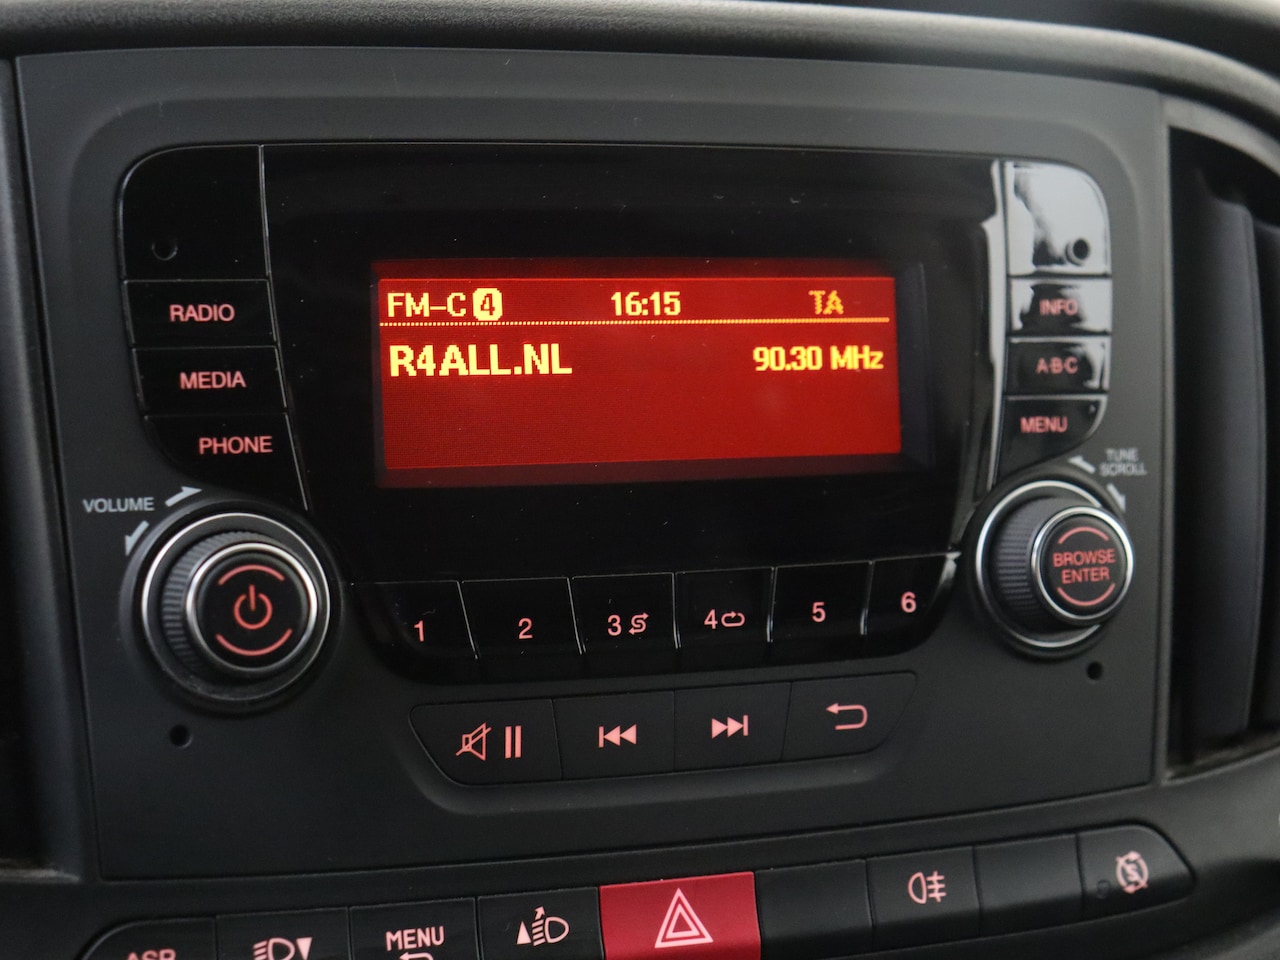 FM-C 4 16:15 TA
R4ALL.NL 90.30 MHz
RADIO
MEDIA
PHONE
INFO
A·B·C
MENU
VOLUME
TUNE
SCROLL
BROWSE
ENTER
1 2 3 4 5 6
ASR
MENU